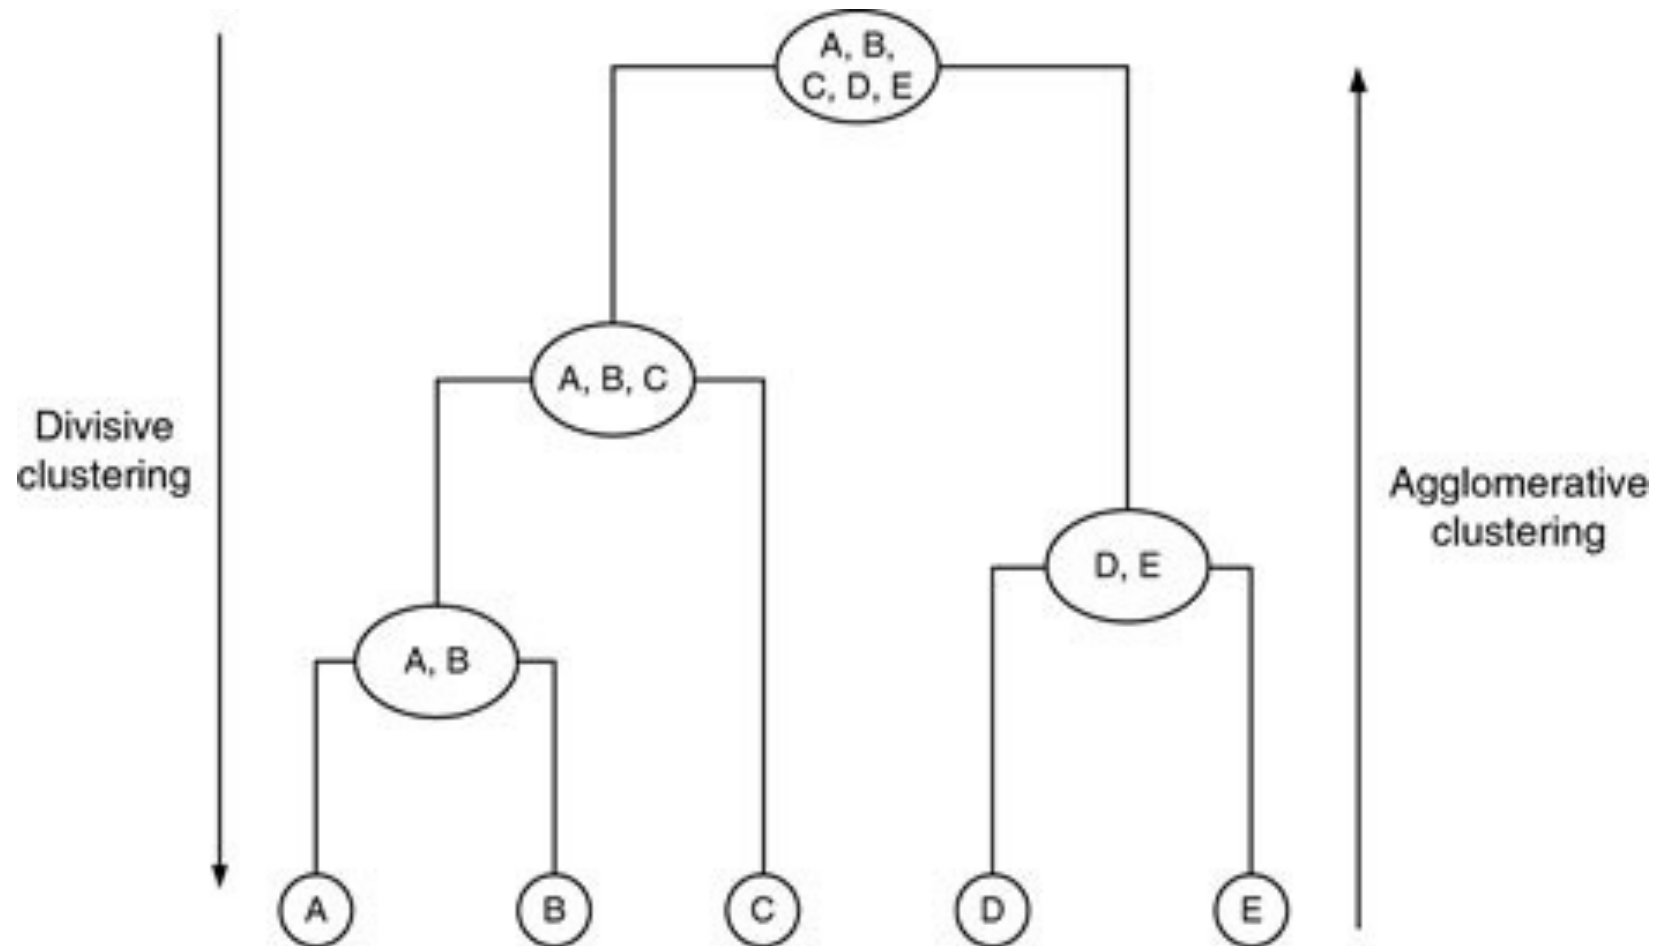 A, B,
C, D, E
A, B, C
Divisive
clustering
Agglomerative
clustering
D, E
A, B
A
B
C
D
E